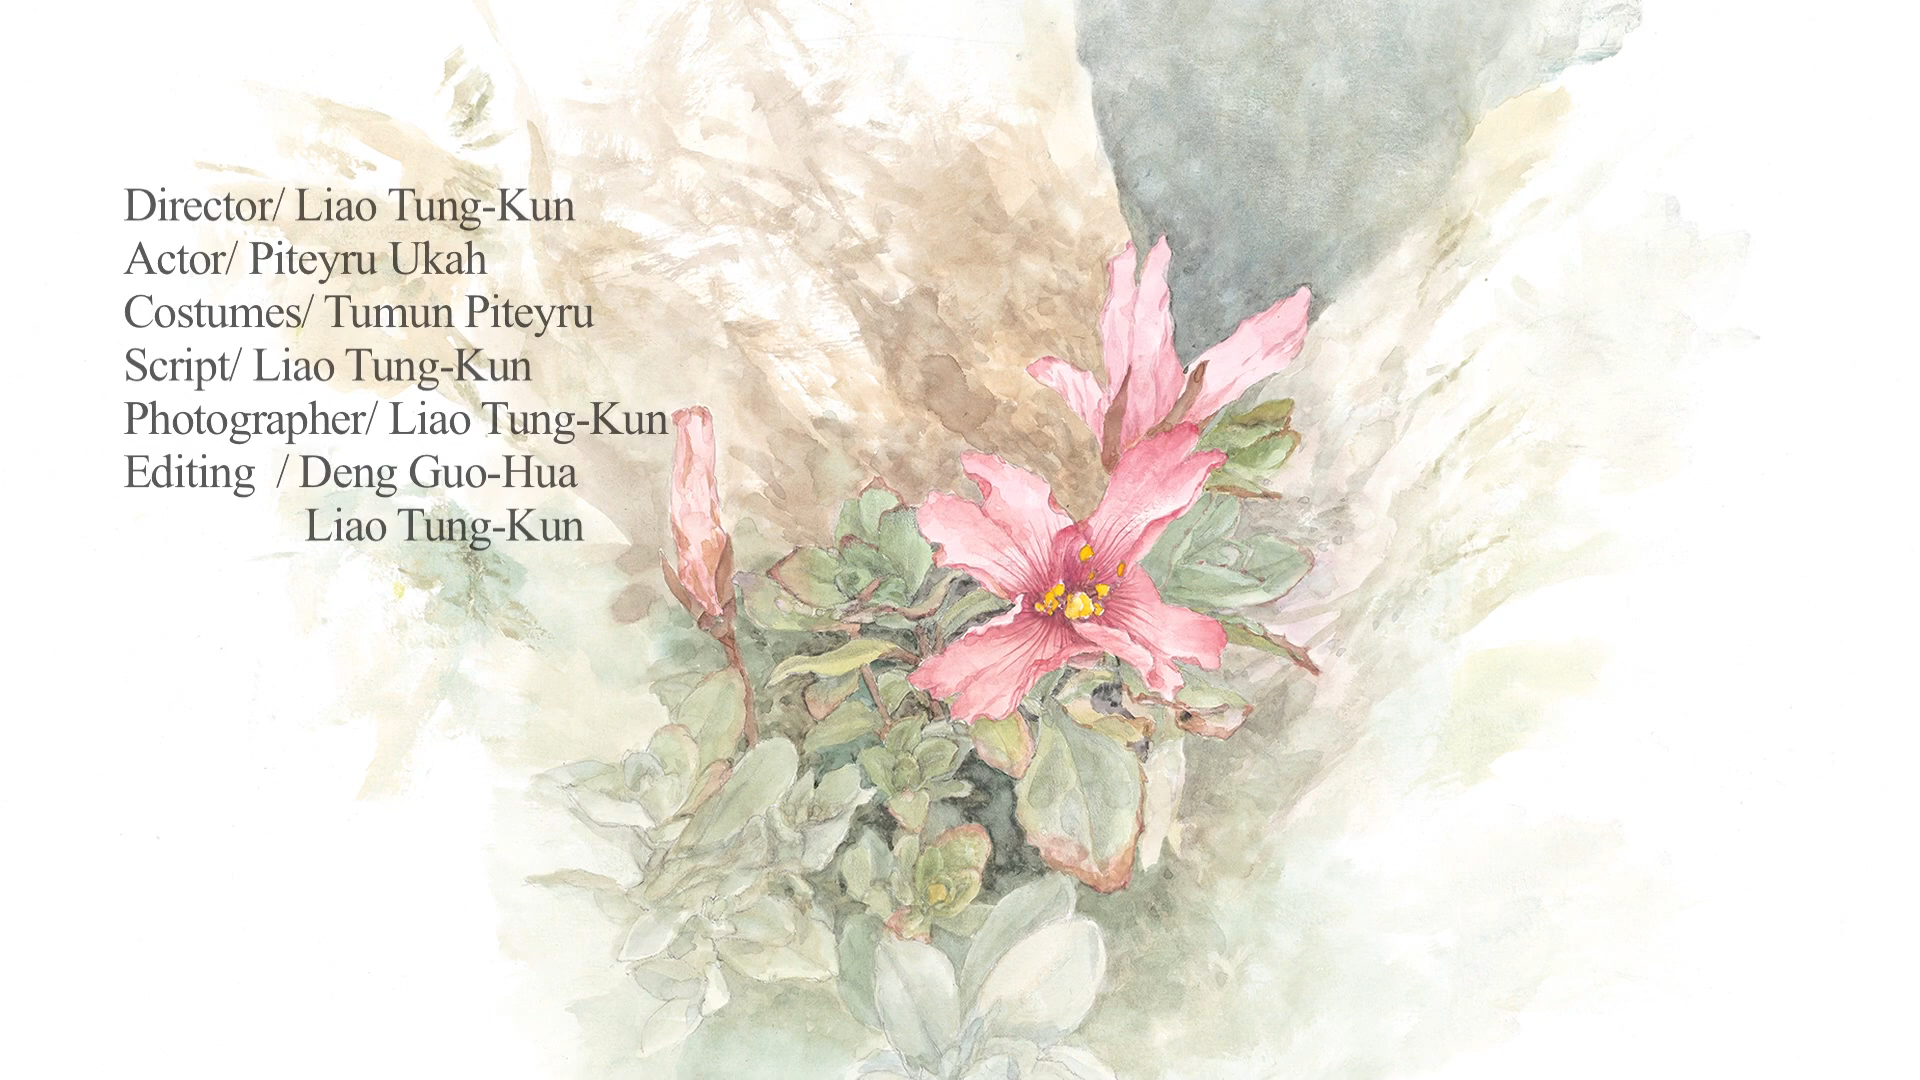 Director/ Liao Tung-Kun
Actor/ Piteyru Ukah
Costumes/ Tumun Piteyru
Script/ Liao Tung-Kun
Photographer/ Liao Tung-Kun
Editing / Deng Guo-Hua
Liao Tung-Kun